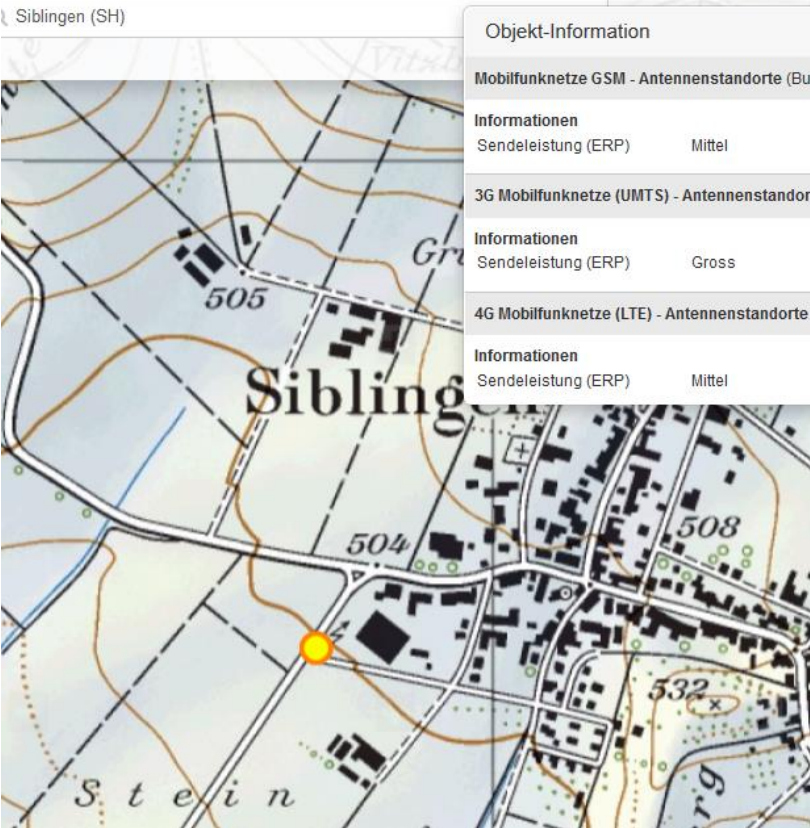 Siblingen (SH)
Objekt-Information
Mobilfunknetze GSM - Antennenstandorte (Bu
Informationen
Sendeleistung (ERP) Mittel
3G Mobilfunknetze (UMTS) - Antennenstandor
Informationen
Sendeleistung (ERP) Gross
4G Mobilfunknetze (LTE) - Antennenstandorte
Informationen
Sendeleistung (ERP) Mittel
505
Siblingen
504
508
532
Stein